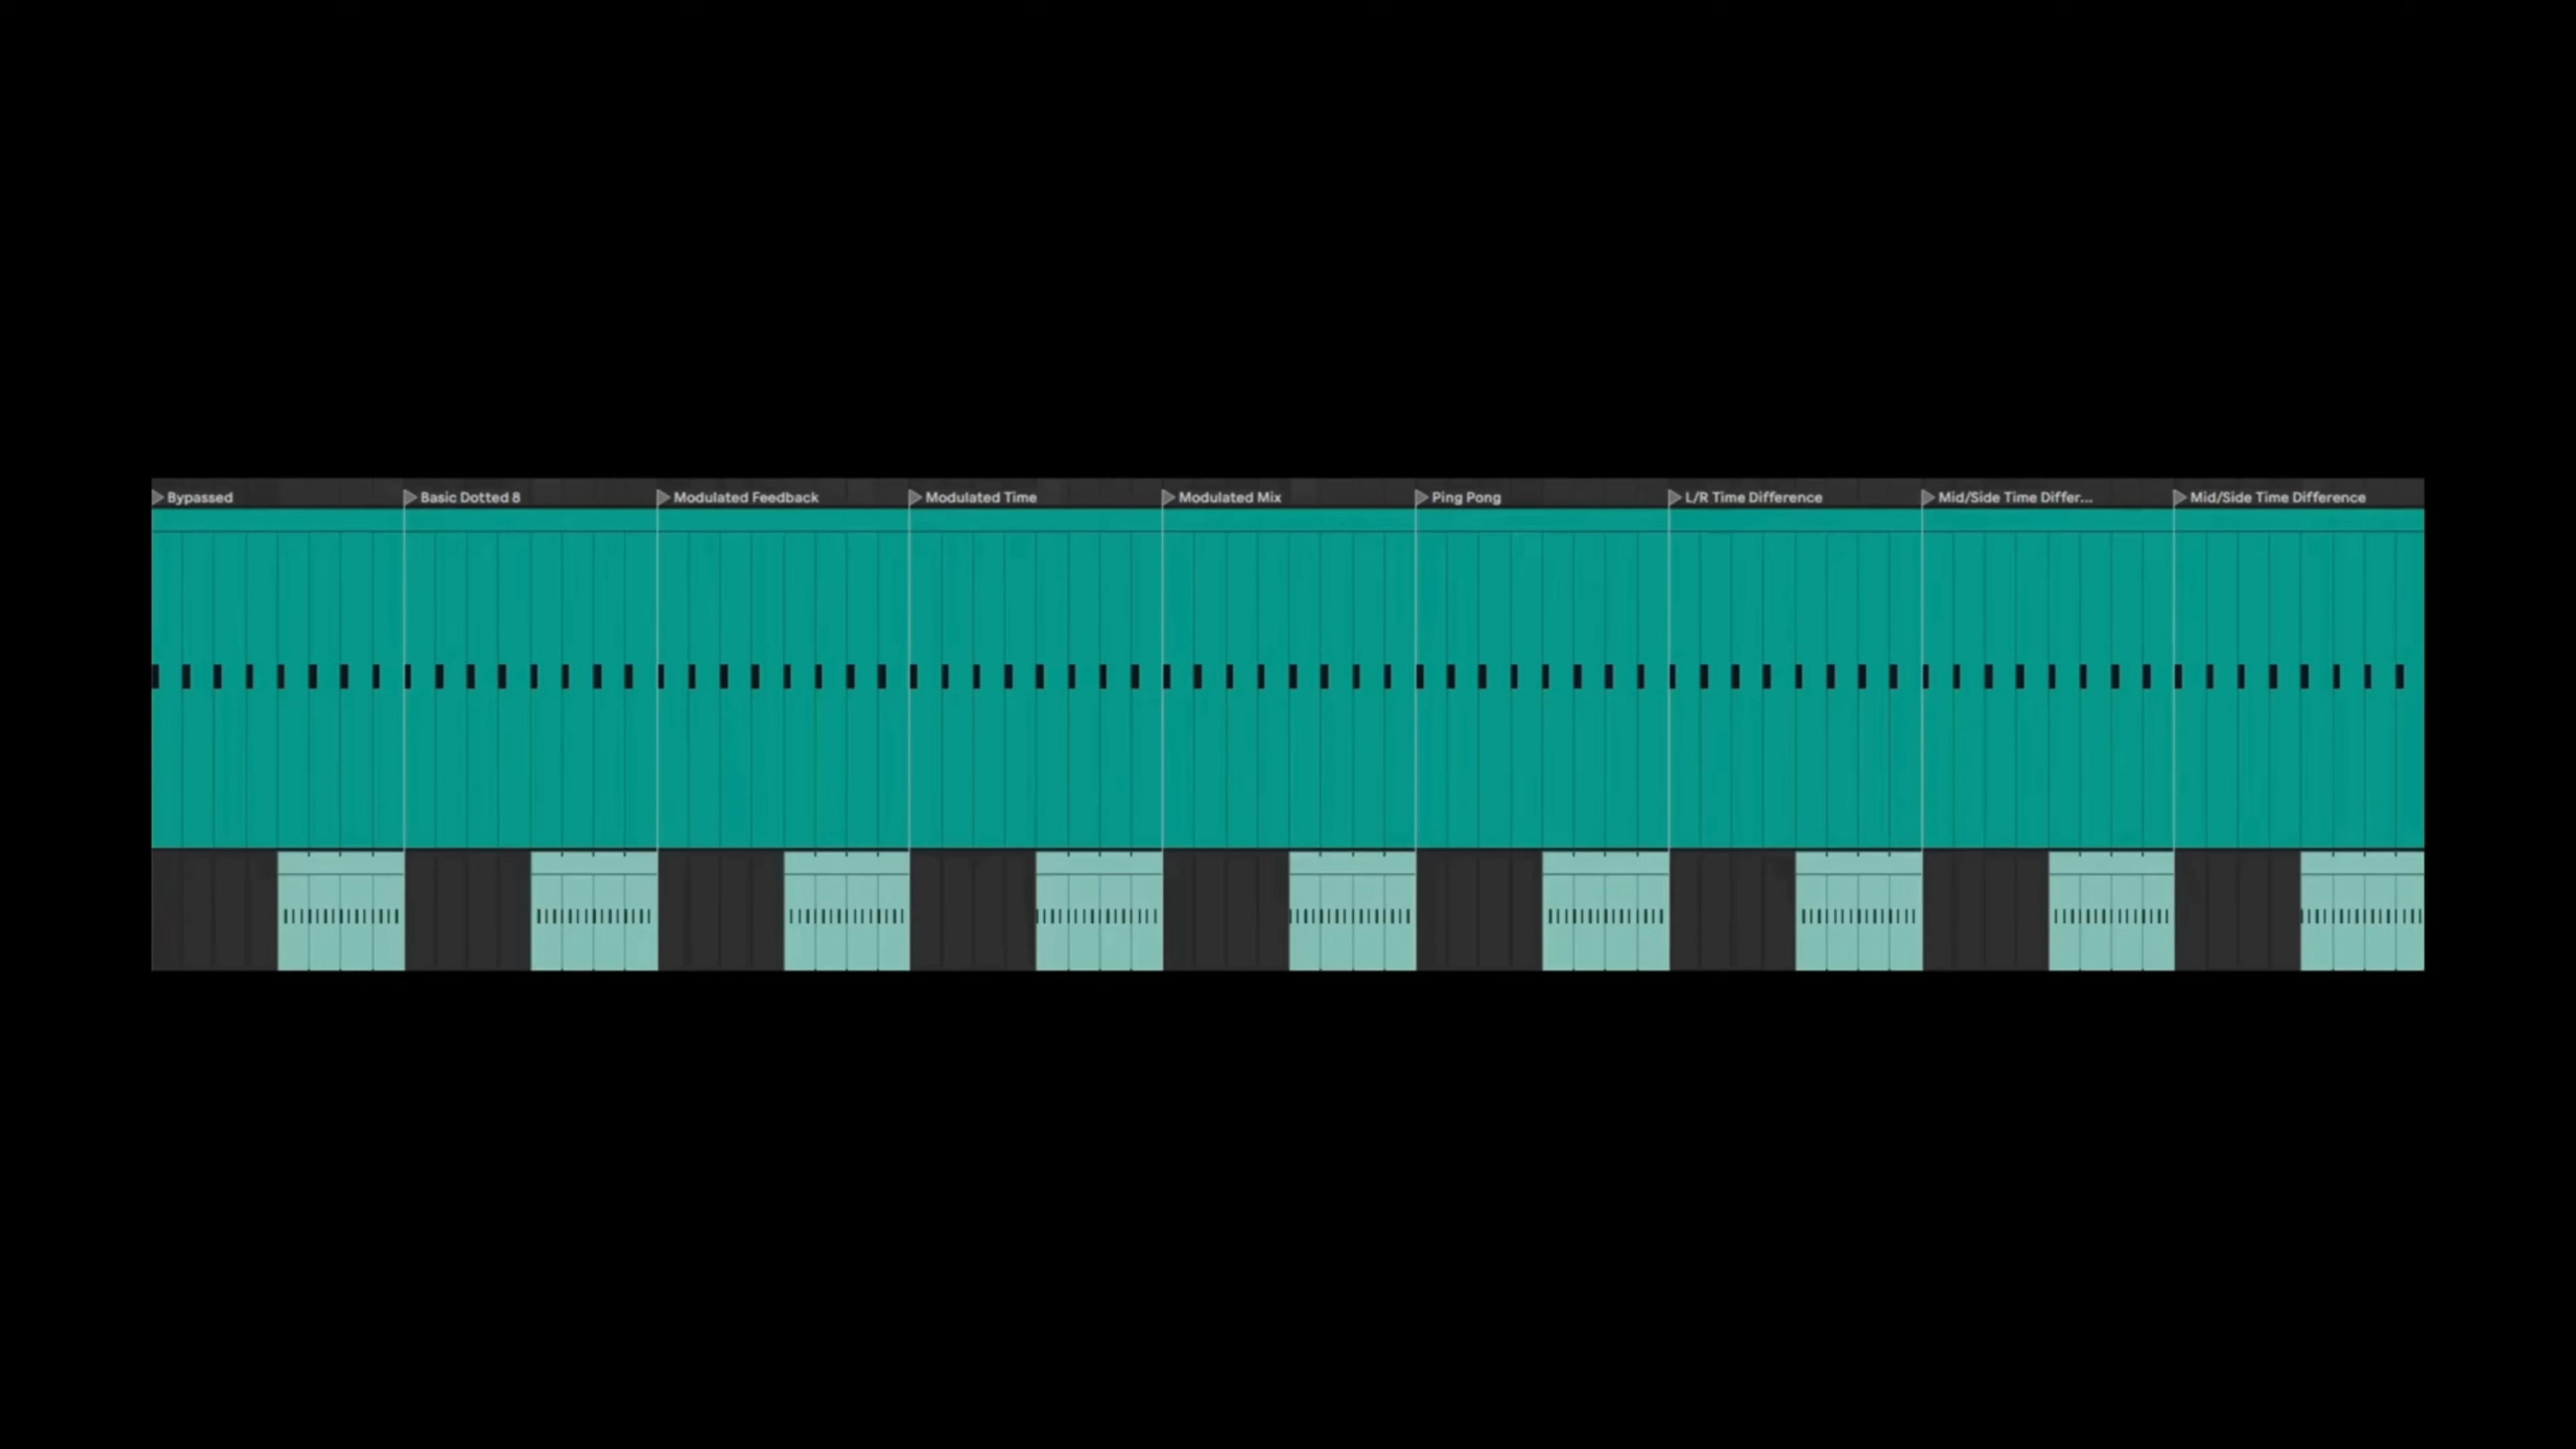 Bypassed
Basic Dotted 8
Modulated Feedback
Modulated Time
Modulated Mix
Ping Pong
L/R Time Difference
Mid/Side Time Differ...
Mid/Side Time Difference